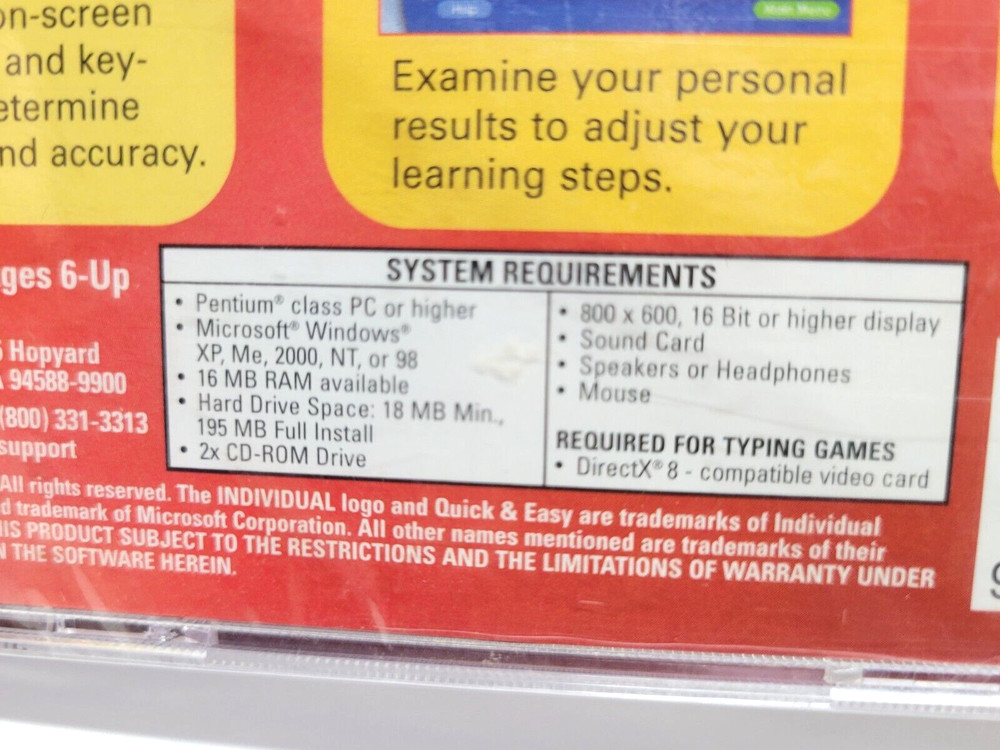 on-screen
and key-
etermine
nd accuracy.
Help
Main Menu
Examine your personal
results to adjust your
learning steps.
ges 6-Up
Hopyard
94588-9900
(800) 331-3313
support
SYSTEM REQUIREMENTS
• Pentium® class PC or higher
• Microsoft® Windows®
XP, Me, 2000, NT, or 98
• 16 MB RAM available
• Hard Drive Space: 18 MB Min.,
195 MB Full Install
• 2x CD-ROM Drive
• 800 x 600, 16 Bit or higher display
• Sound Card
• Speakers or Headphones
• Mouse
REQUIRED FOR TYPING GAMES
• DirectX® 8 - compatible video card
All rights reserved. The INDIVIDUAL logo and Quick & Easy are trademarks of Individual
d trademark of Microsoft Corporation. All other names mentioned are trademarks of their
IS PRODUCT SUBJECT TO THE RESTRICTIONS AND THE LIMITATIONS OF WARRANTY UNDER
N THE SOFTWARE HEREIN.